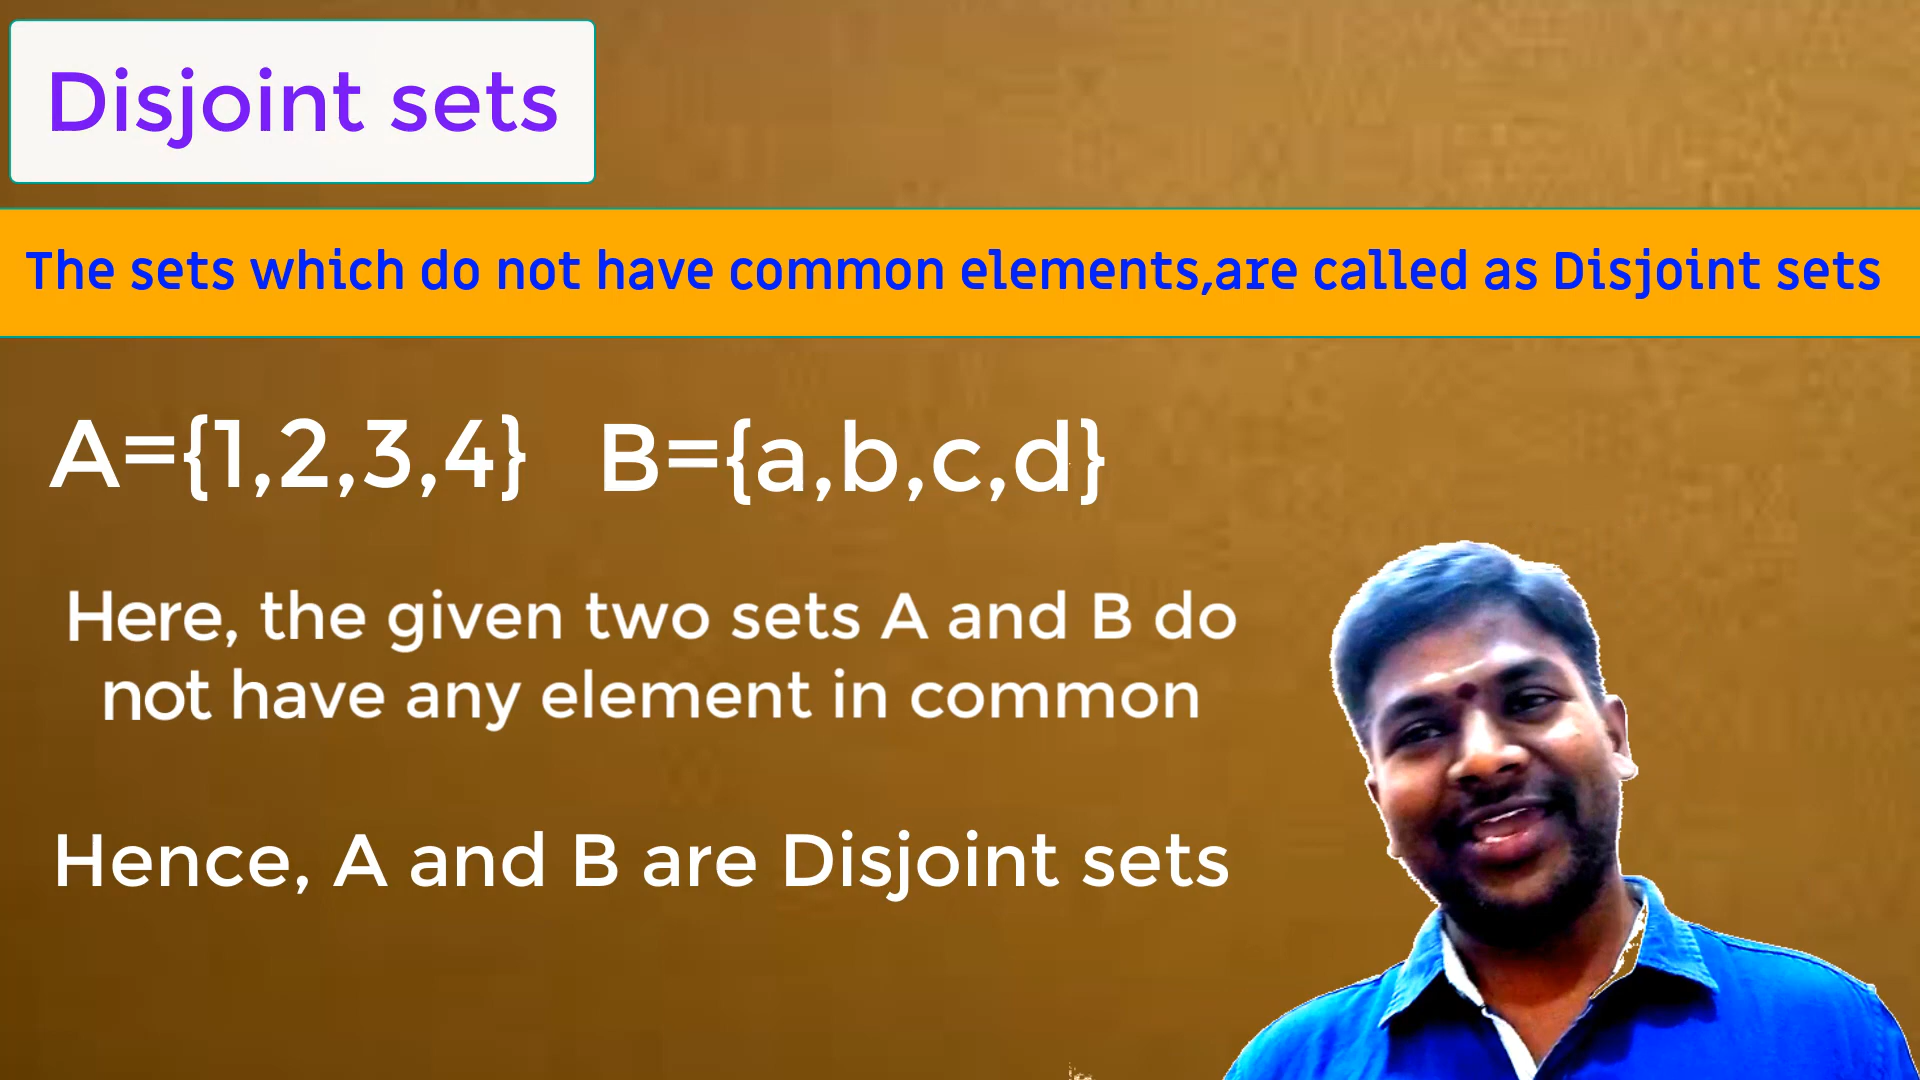 Disjoint sets
The sets which do not have common elements,are called as Disjoint sets
A={1,2,3,4} B={a,b,c,d}
Here, the given two sets A and B do
not have any element in common
Hence, A and B are Disjoint sets